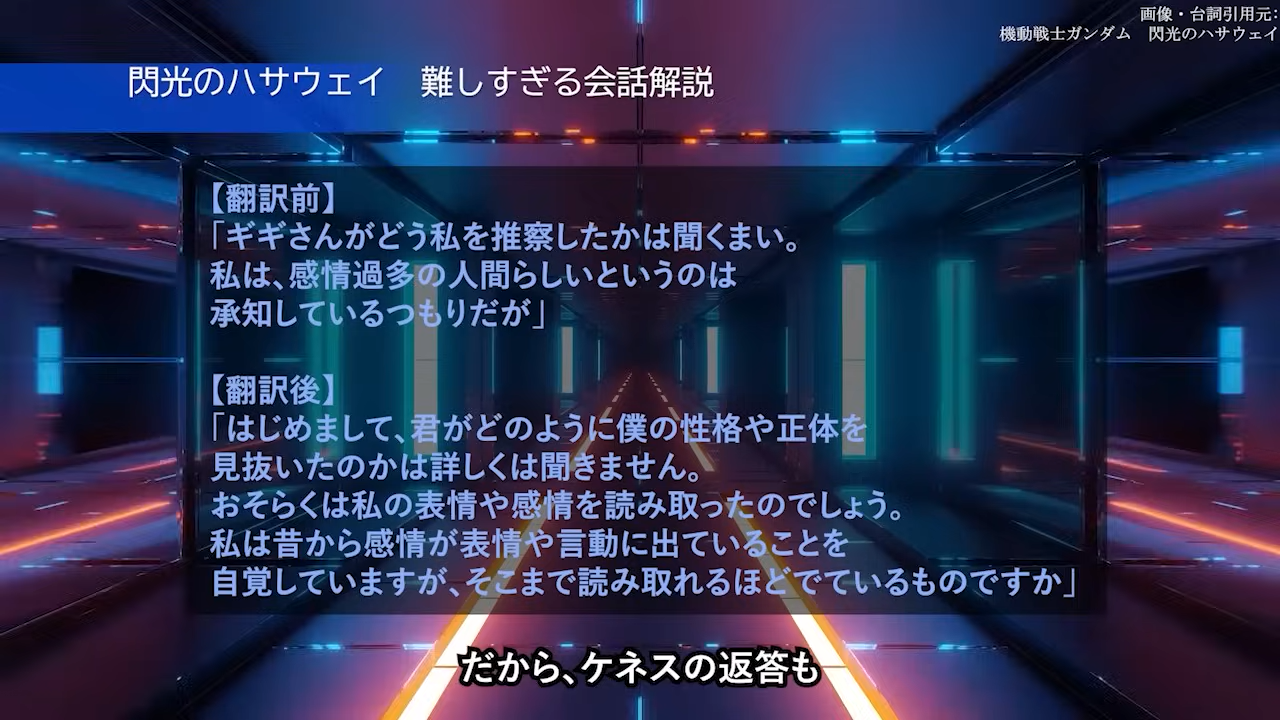 画像・台詞引用元:
機動戦士ガンダム　閃光のハサウェイ
閃光のハサウェイ　難しすぎる会話解説
【翻訳前】
「ギギさんがどう私を推察したかは聞くまい。
私は、感情過多の人間らしいというのは
承知しているつもりだが」
【翻訳後】
「はじめまして、君がどのように僕の性格や正体を
見抜いたのかは詳しくは聞きません。
おそらくは私の表情や感情を読み取ったのでしょう。
私は昔から感情が表情や言動に出ていることを
自覚していますが、そこまで読み取れるほどでているものですか」
だから、ケネスの返答も